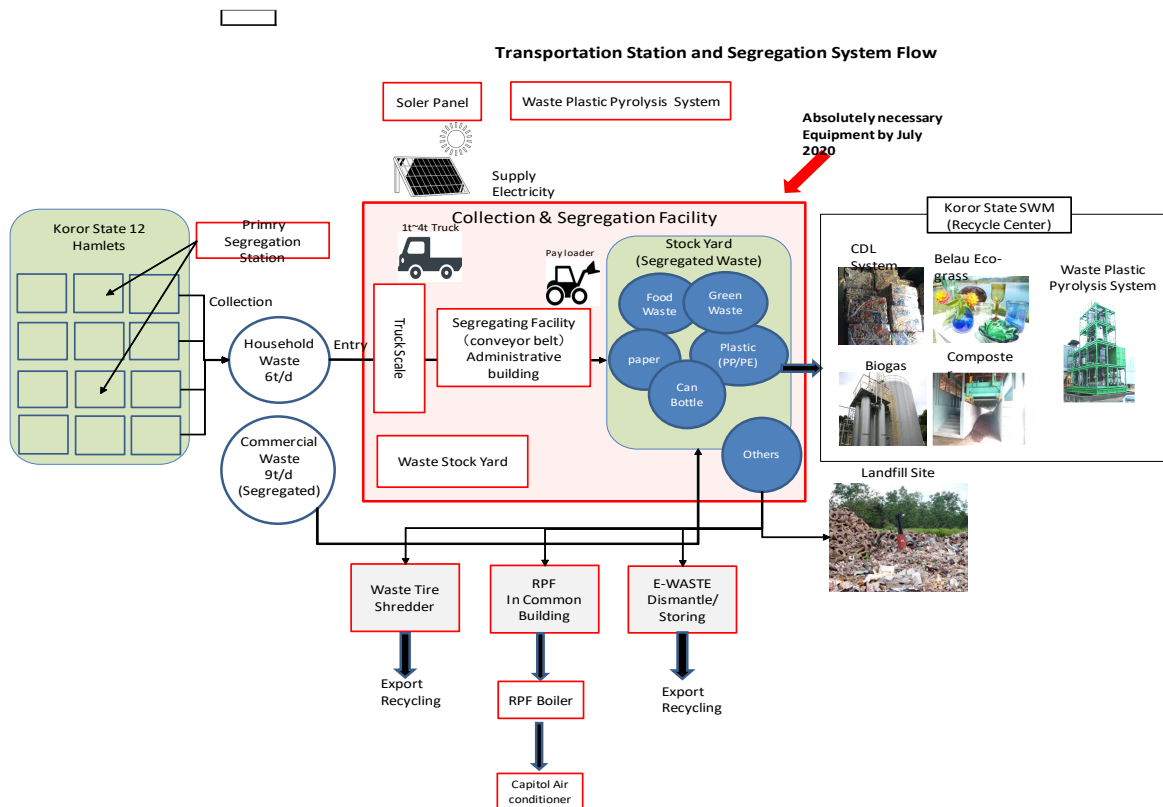 Transportation Station and Segregation System Flow
Soler Panel
Waste Plastic Pyrolysis System
Absolutely necessary
Equipment by July
2020
Supply
Electricity
Koror State 12
Hamlets
Primry
Segregation
Station
Collection
Household
Waste
6t/d
Entry
Commercial
Waste
9t/d
(Segregated)
Collection & Segregation Facility
1t~4t Truck
Pay loader
Truck Scale
Segregating Facility
(conveyor belt)
Administrative
building
Waste Stock Yard
Stock Yard
(Segregated Waste)
Food
Waste
Green
Waste
paper
Plastic
(PP/PE)
Can
Bottle
Others
Koror State SWM
(Recycle Center)
CDL
System
Belau Eco-
grass
Waste Plastic
Pyrolysis System
Biogas
Composte
r
Landfill Site
Waste Tire
Shredder
RPF
In Common
Building
E-WASTE
Dismantle/
Storing
Export
Recycling
RPF Boiler
Export
Recycling
Capitol Air
conditioner